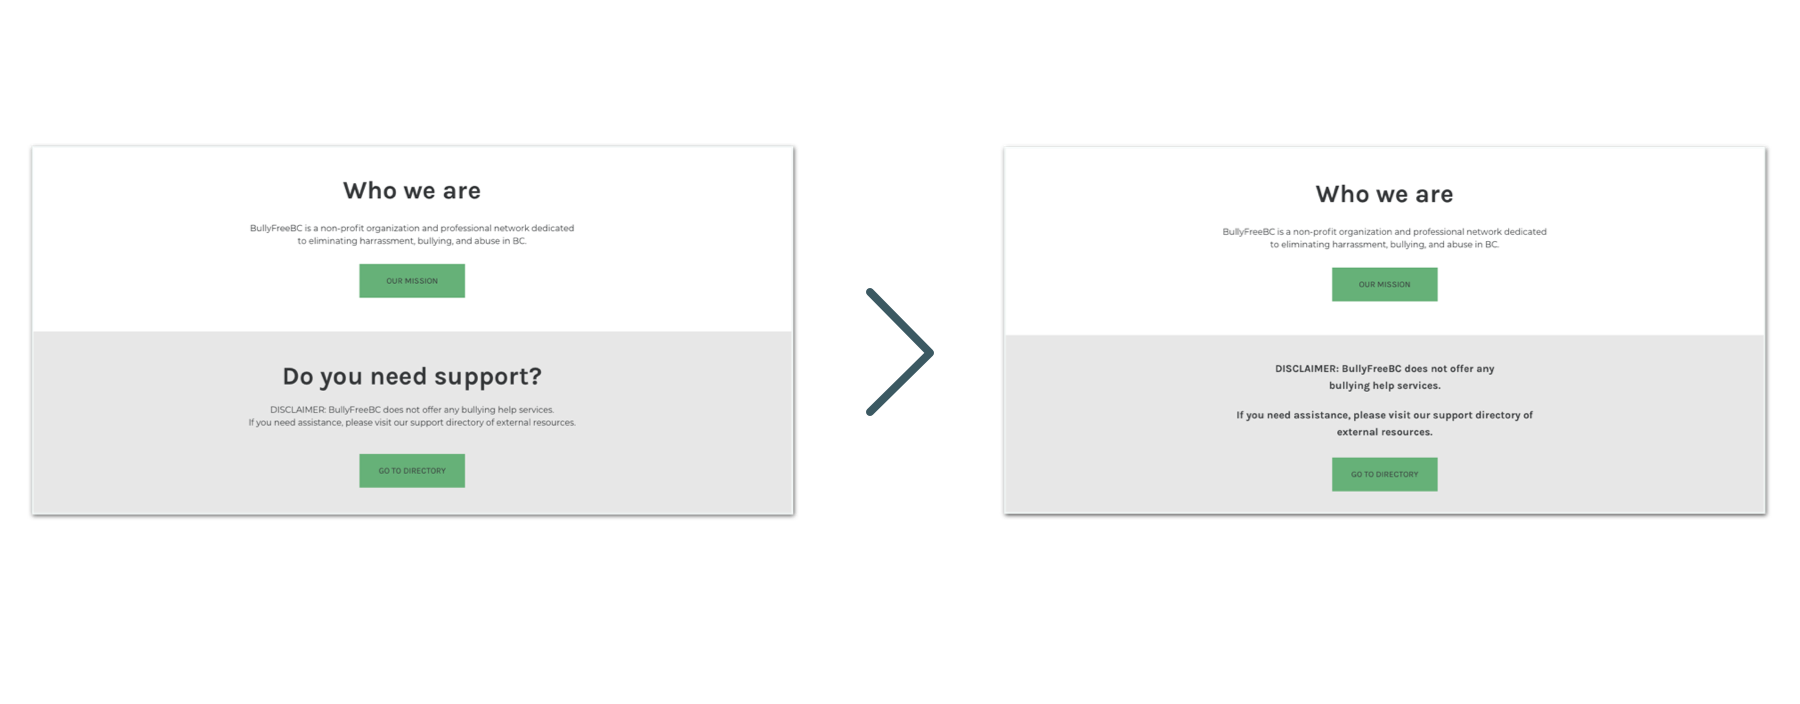 Who we are
BullyFreeBC is a non-profit organization and professional network dedicated
to eliminating harrassment, bullying, and abuse in BC.
OUR MISSION
Do you need support?
DISCLAIMER: BullyFreeBC does not offer any bullying help services.
If you need assistance, please visit our support directory of external resources.
GO TO DIRECTORY
Who we are
BullyFreeBC is a non-profit organization and professional network dedicated
to eliminating harrassment, bullying, and abuse in BC.
OUR MISSION
DISCLAIMER: BullyFreeBC does not offer any
bullying help services.
If you need assistance, please visit our support directory of
external resources.
GO TO DIRECTORY